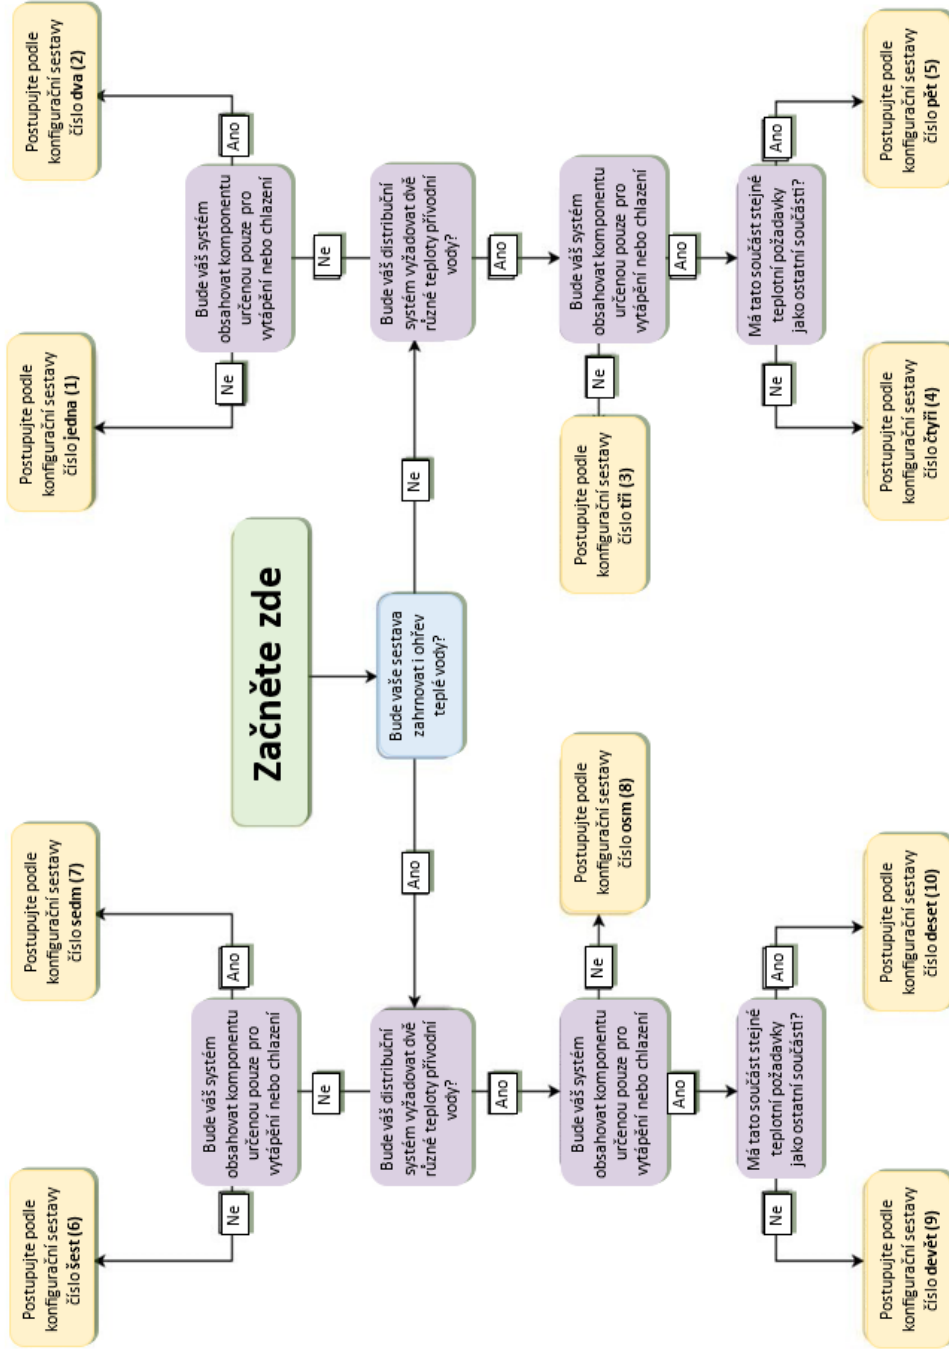 Postupujte podle
konfigurační sestavy
číslo šest (6)
Postupujte podle
konfigurační sestavy
číslo sedm (7)
Postupujte podle
konfigurační sestavy
číslo jedna (1)
Postupujte podle
konfigurační sestavy
číslo dva (2)
Ne
Bude váš systém
obsahovat komponentu
určenou pouze pro
vytápění nebo chlazení
Ano
Začněte zde
Ne
Bude váš systém
obsahovat komponentu
určenou pouze pro
vytápění nebo chlazení
Ano
Ne
Ne
Bude váš distribuční
systém vyžadovat dvě
různé teploty přívodní
vody?
Ano
Bude vaše sestava
zahrnovat i ohřev
teplé vody?
Ne
Bude váš distribuční
systém vyžadovat dvě
různé teploty přívodní
vody?
Ano
Ano
Bude váš systém
obsahovat komponentu
určenou pouze pro
vytápění nebo chlazení
Ne
Postupujte podle
konfigurační sestavy
číslo osm (8)
Postupujte podle
konfigurační sestavy
číslo tři (3)
Ne
Bude váš systém
obsahovat komponentu
určenou pouze pro
vytápění nebo chlazení
Ano
Ano
Ne
Má tato součást stejné
teplotní požadavky
jako ostatní součásti?
Ano
Ne
Má tato součást stejné
teplotní požadavky
jako ostatní součásti?
Ano
Postupujte podle
konfigurační sestavy
číslo devět (9)
Postupujte podle
konfigurační sestavy
číslo deset (10)
Postupujte podle
konfigurační sestavy
číslo čtyři (4)
Postupujte podle
konfigurační sestavy
číslo pět (5)